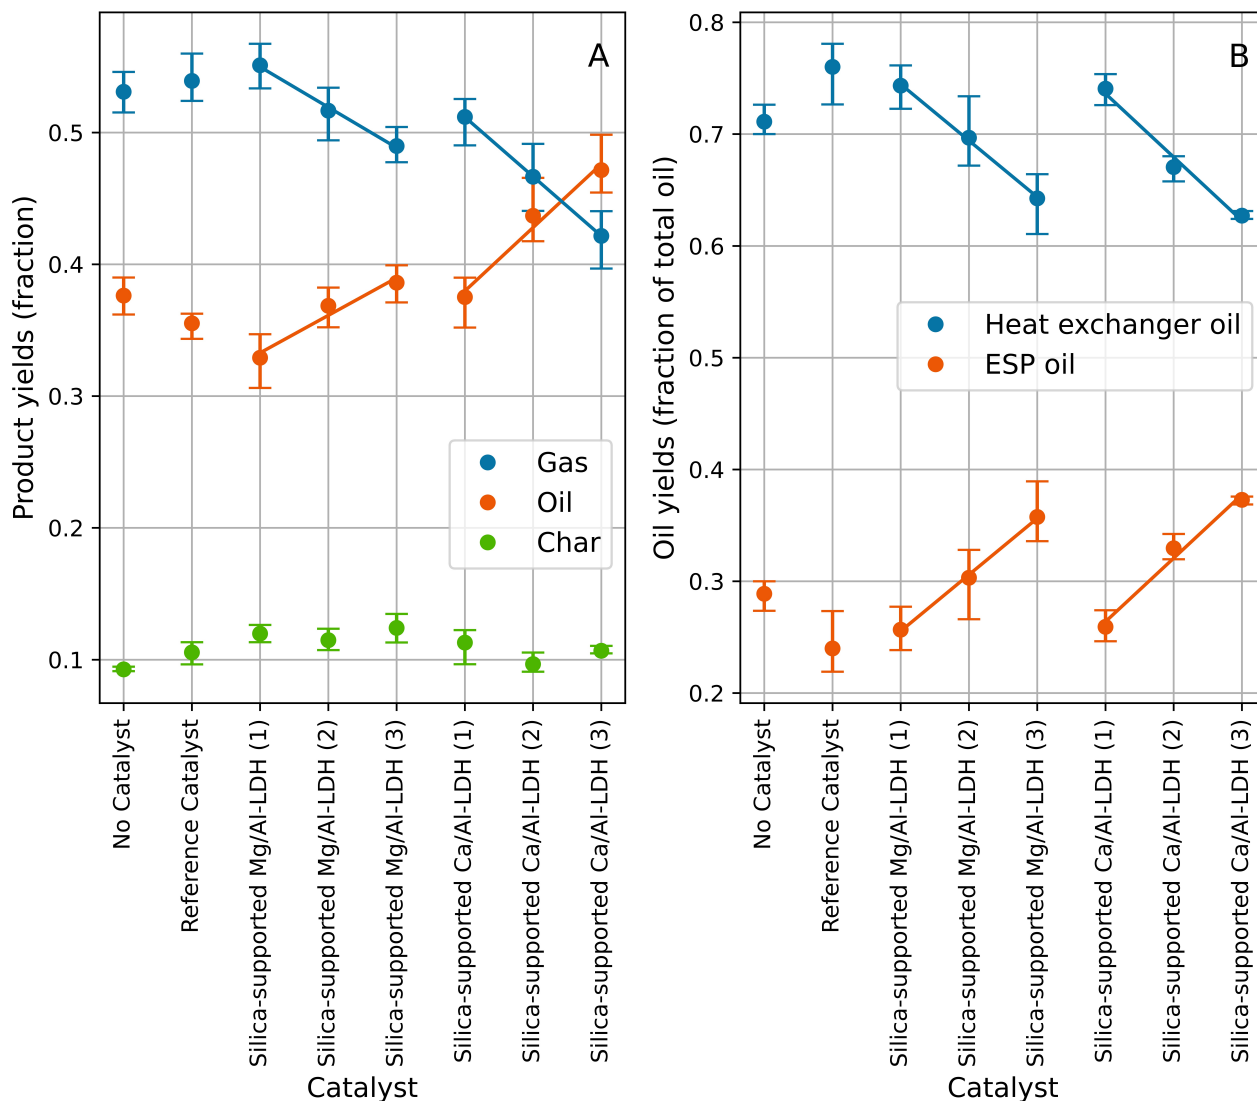 A
Product yields (fraction)
0.5
0.4
0.3
0.2
0.1
Gas
Oil
Char
No Catalyst
Reference Catalyst
Silica-supported Mg/Al-LDH (1)
Silica-supported Mg/Al-LDH (2)
Silica-supported Mg/Al-LDH (3)
Silica-supported Ca/Al-LDH (1)
Silica-supported Ca/Al-LDH (2)
Silica-supported Ca/Al-LDH (3)
Catalyst
B
Oil yields (fraction of total oil)
0.8
0.7
0.6
0.5
0.4
0.3
0.2
Heat exchanger oil
ESP oil
No Catalyst
Reference Catalyst
Silica-supported Mg/Al-LDH (1)
Silica-supported Mg/Al-LDH (2)
Silica-supported Mg/Al-LDH (3)
Silica-supported Ca/Al-LDH (1)
Silica-supported Ca/Al-LDH (2)
Silica-supported Ca/Al-LDH (3)
Catalyst